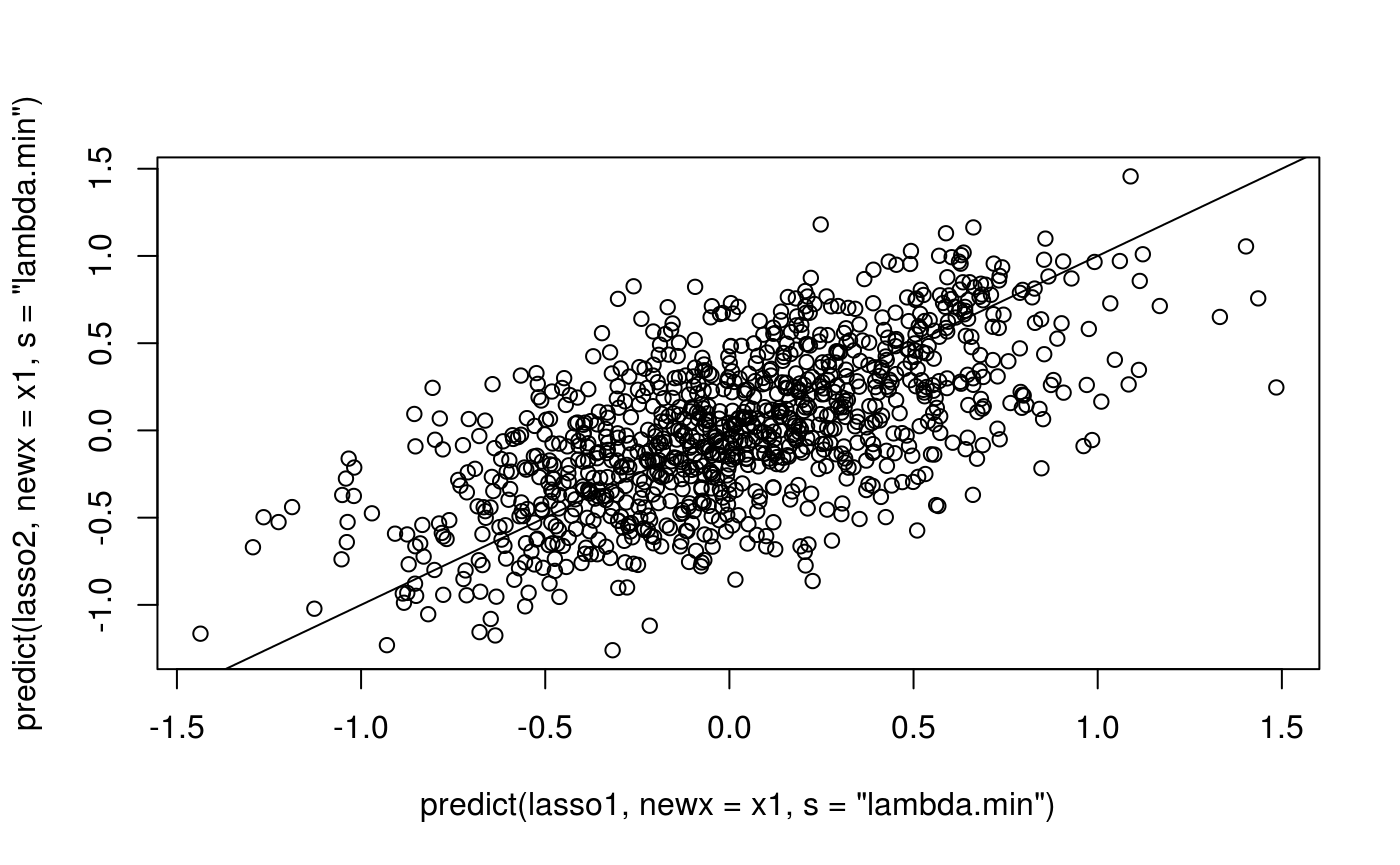 predict(lasso2, newx = x1, s = "lambda.min")
1.5
1.0
0.5
0.0
-0.5
-1.0
-1.5 -1.0 -0.5 0.0 0.5 1.0 1.5
predict(lasso1, newx = x1, s = "lambda.min")